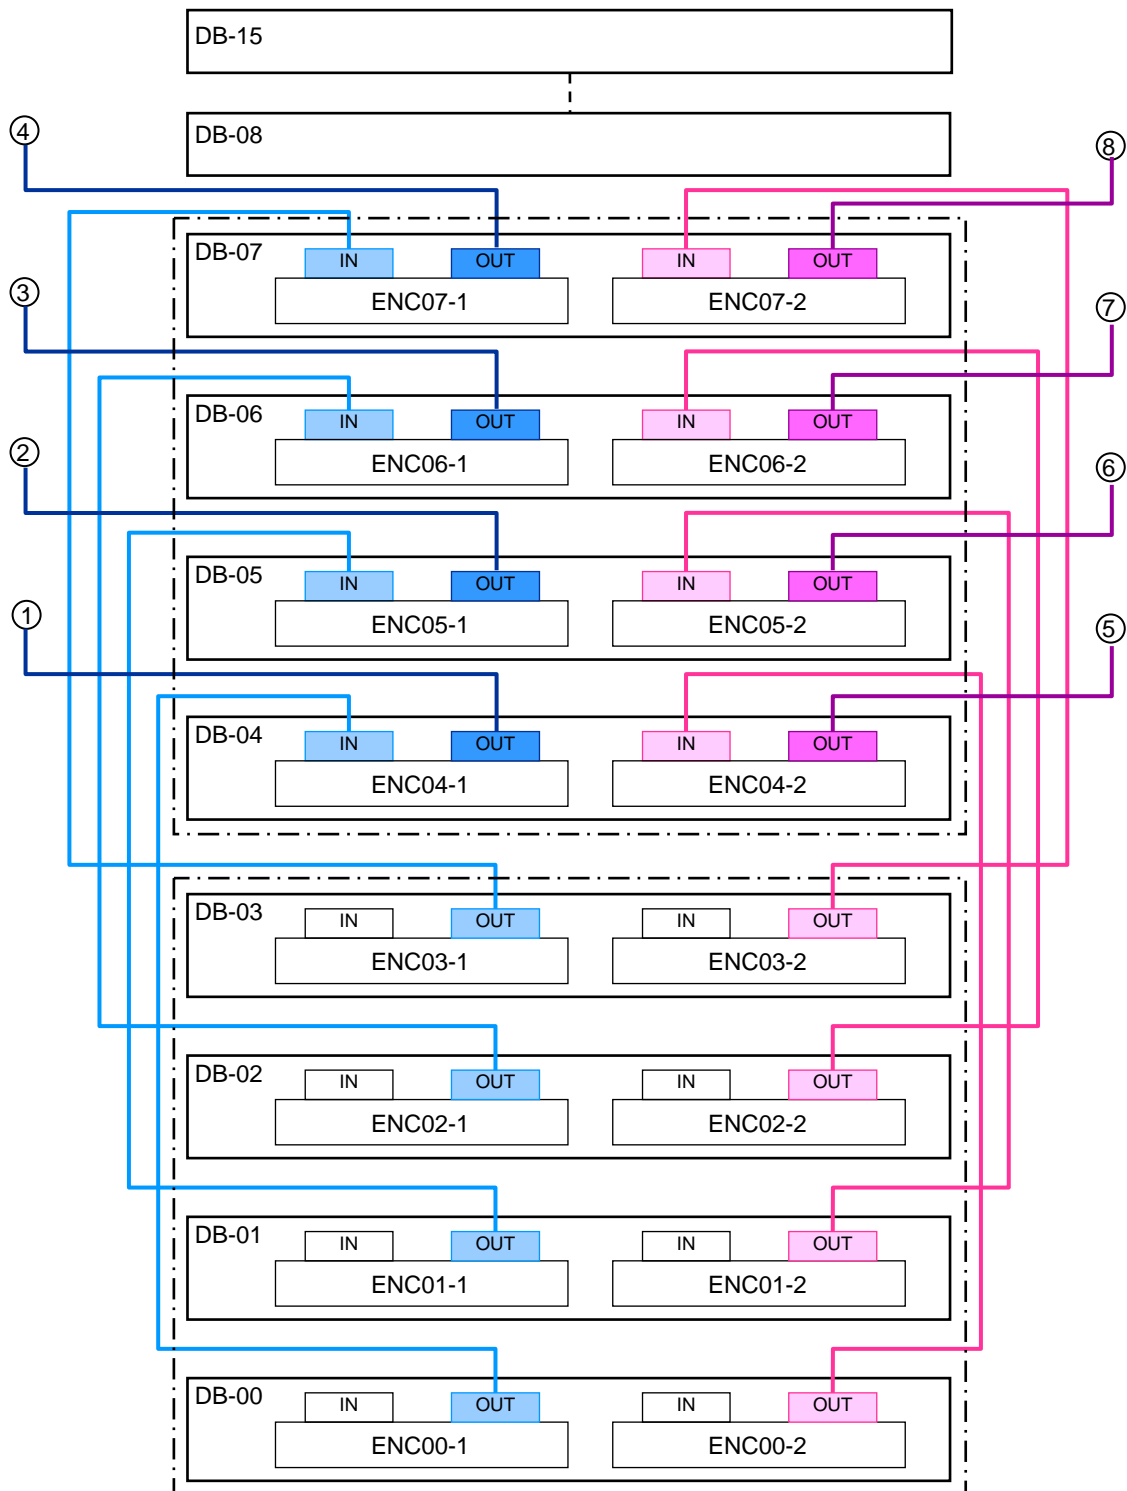 DB-15
④
DB-08
⑧
DB-07
IN OUT IN OUT
ENC07-1 ENC07-2
③
⑦
DB-06
IN OUT IN OUT
ENC06-1 ENC06-2
②
⑥
DB-05
IN OUT IN OUT
ENC05-1 ENC05-2
①
⑤
DB-04
IN OUT IN OUT
ENC04-1 ENC04-2
DB-03
IN OUT IN OUT
ENC03-1 ENC03-2
DB-02
IN OUT IN OUT
ENC02-1 ENC02-2
DB-01
IN OUT IN OUT
ENC01-1 ENC01-2
DB-00
IN OUT IN OUT
ENC00-1 ENC00-2